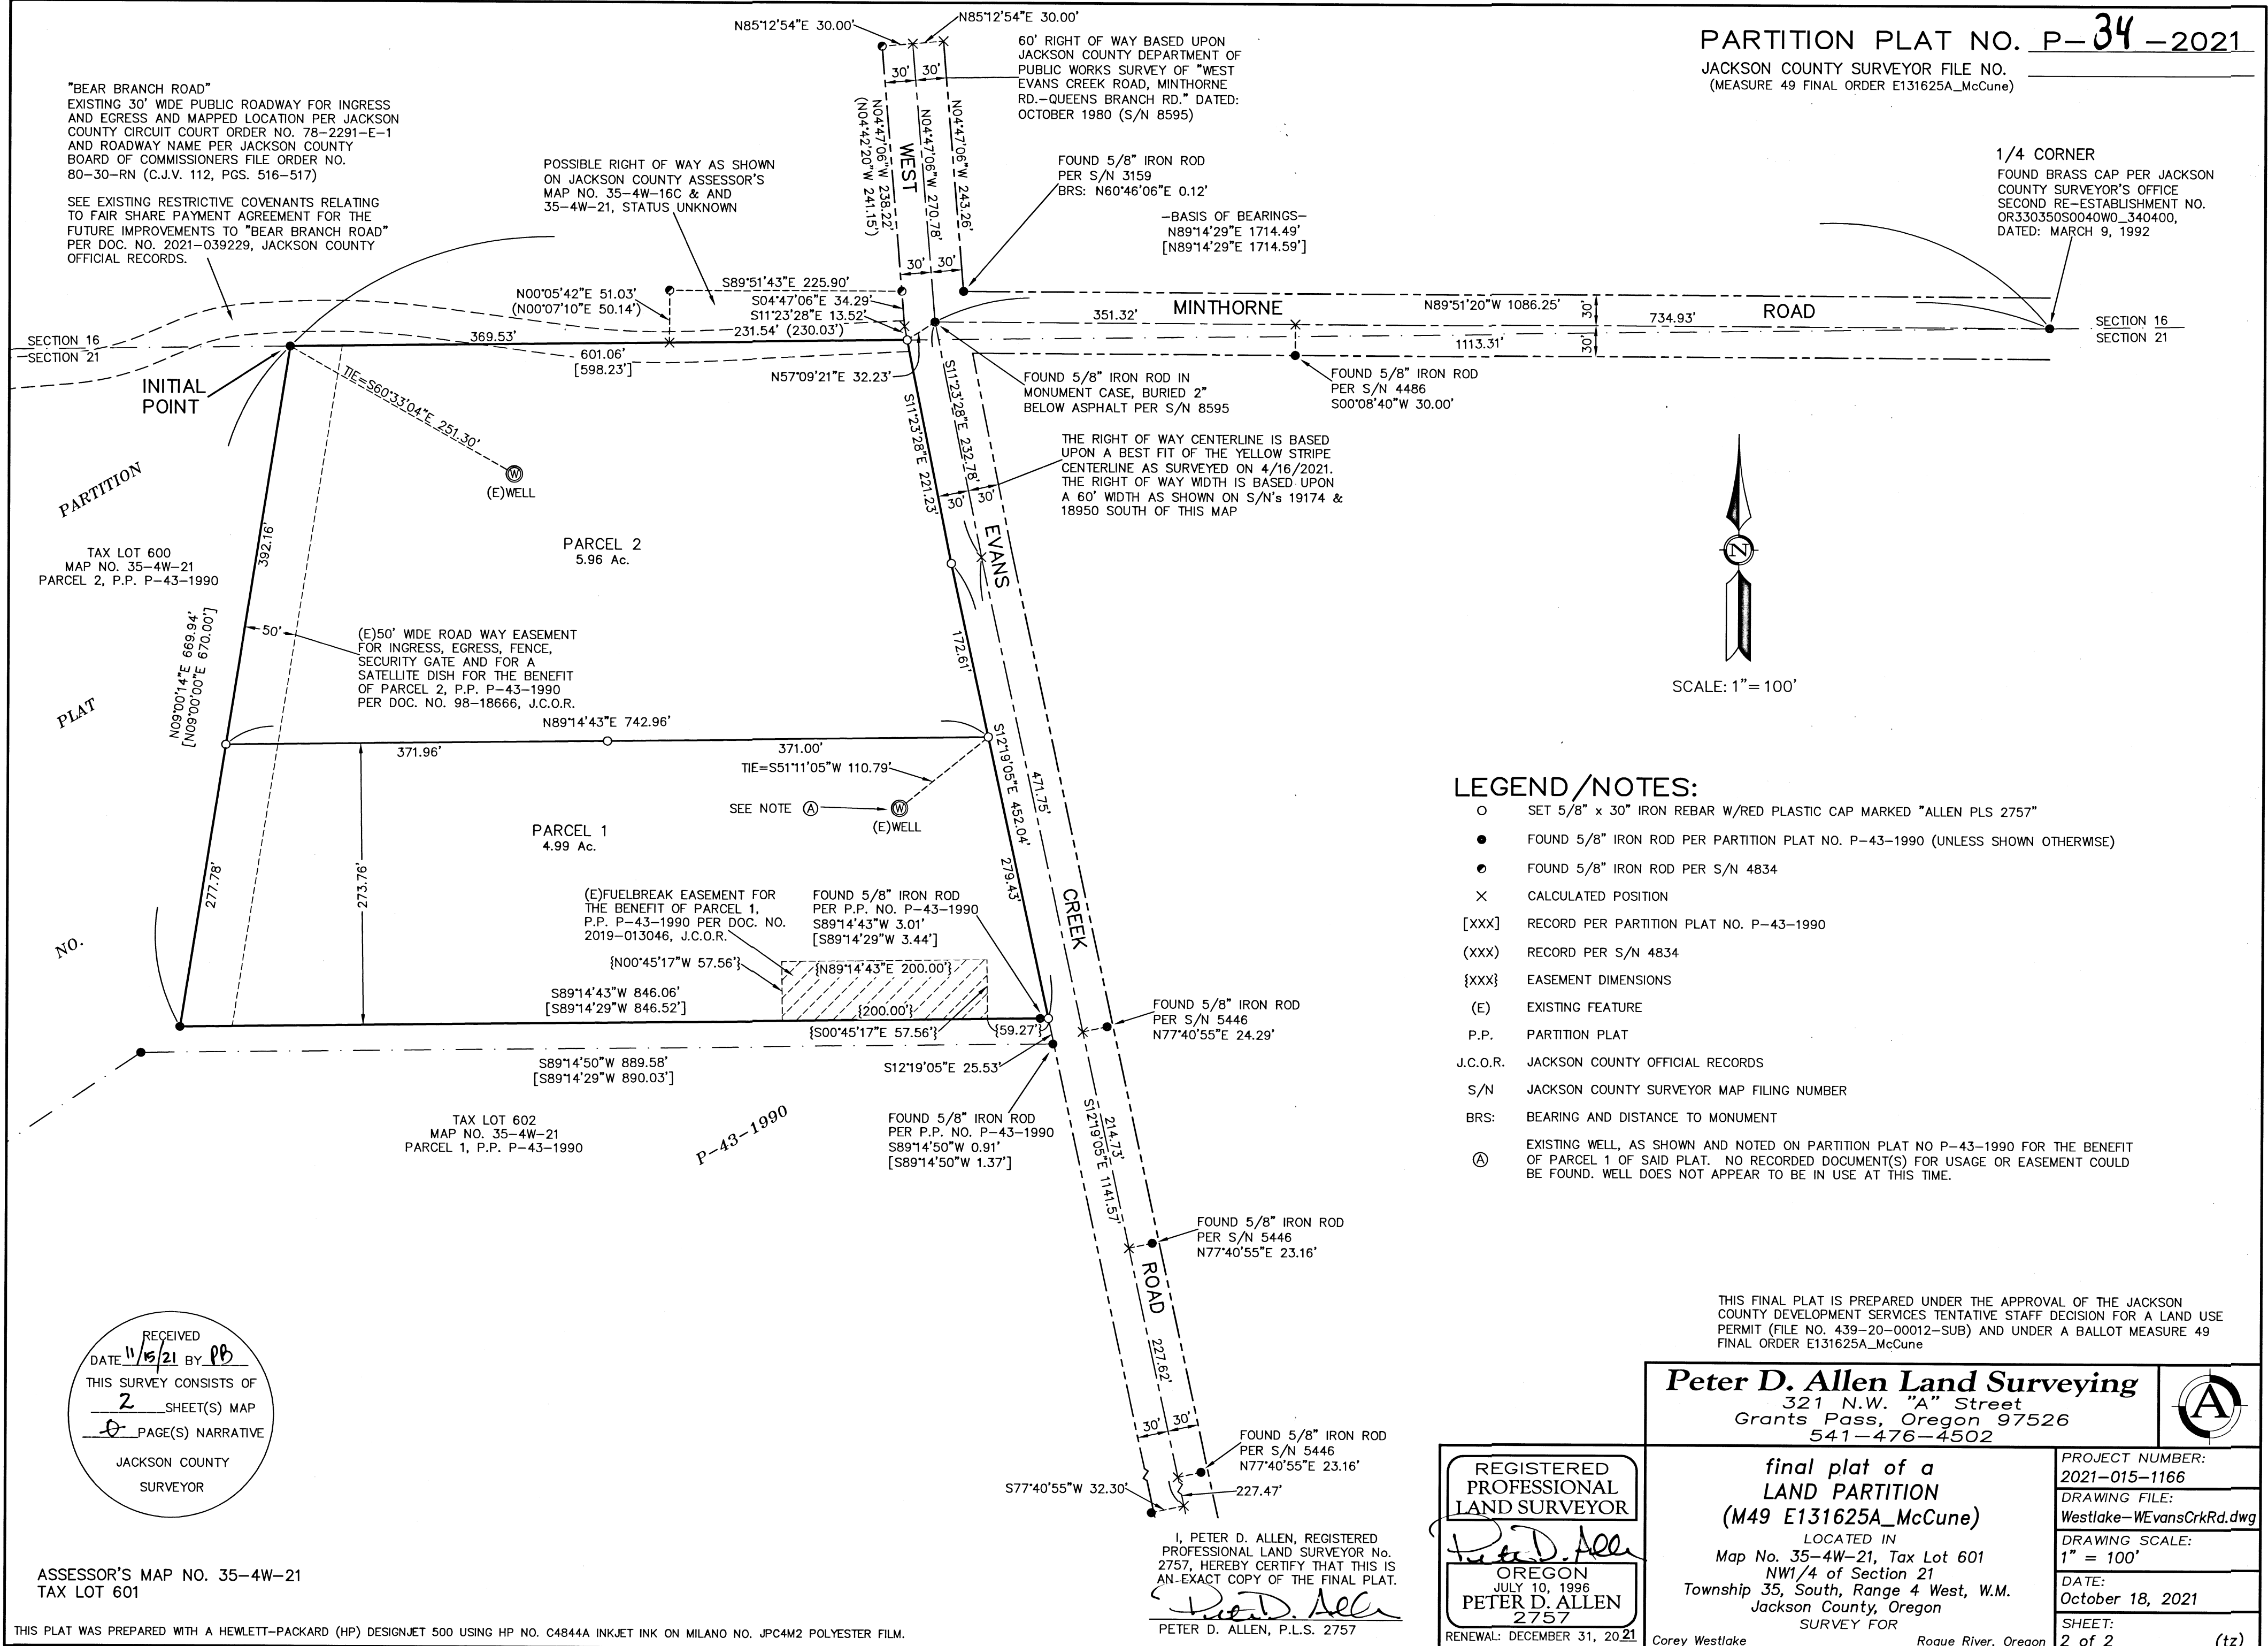 PARTITION PLAT NO. P-34-2021
JACKSON COUNTY SURVEYOR FILE NO.
(MEASURE 49 FINAL ORDER E131625A_McCune)
N85°12'54"E 30.00'
N85°12'54"E 30.00'
60' RIGHT OF WAY BASED UPON
JACKSON COUNTY DEPARTMENT OF
PUBLIC WORKS SURVEY OF "WEST
EVANS CREEK ROAD, MINTHORNE
RD.-QUEENS BRANCH RD." DATED:
OCTOBER 1980 (S/N 8595)
"BEAR BRANCH ROAD"
EXISTING 30' WIDE PUBLIC ROADWAY FOR INGRESS
AND EGRESS AND MAPPED LOCATION PER JACKSON
COUNTY CIRCUIT COURT ORDER NO. 78-2291-E-1
AND ROADWAY NAME PER JACKSON COUNTY
BOARD OF COMMISSIONERS FILE ORDER NO.
80-30-RN (C.J.V. 112, PGS. 516-517)
SEE EXISTING RESTRICTIVE COVENANTS RELATING
TO FAIR SHARE PAYMENT AGREEMENT FOR THE
FUTURE IMPROVEMENTS TO "BEAR BRANCH ROAD"
PER DOC. NO. 2021-039229, JACKSON COUNTY
OFFICIAL RECORDS.
POSSIBLE RIGHT OF WAY AS SHOWN
ON JACKSON COUNTY ASSESSOR'S
MAP NO. 35-4W-16C & AND
35-4W-21, STATUS UNKNOWN
30' 30'
N04°47'06"W 238.22'
(N04°42'20"W 241.15')
WEST
N04°47'06"W 270.78'
N04°47'06"W 243.26'
30' 30'
FOUND 5/8" IRON ROD
PER S/N 3159
BRS: N60°46'06"E 0.12'
-BASIS OF BEARINGS-
N89°14'29"E 1714.49'
[N89°14'29"E 1714.59']
1/4 CORNER
FOUND BRASS CAP PER JACKSON
COUNTY SURVEYOR'S OFFICE
SECOND RE-ESTABLISHMENT NO.
OR330350S0040W0_340400,
DATED: MARCH 9, 1992
N00°05'42"E 51.03'
(N00°07'10"E 50.14')
S89°51'43"E 225.90'
S04°47'06"E 34.29'
S11°23'28"E 13.52'
231.54' (230.03')
351.32'
MINTHORNE
N89°51'20"W 1086.25'
30'
734.93'
ROAD
SECTION 16
SECTION 21
SECTION 16
SECTION 21
369.53'
601.06'
[598.23']
1113.31'
30'
N57°09'21"E 32.23'
INITIAL
POINT
TIE=S60°33'04"E 251.30'
W
(E)WELL
FOUND 5/8" IRON ROD IN
MONUMENT CASE, BURIED 2"
BELOW ASPHALT PER S/N 8595
FOUND 5/8" IRON ROD
PER S/N 4486
S00°08'40"W 30.00'
S11°23'28"E 221.23'
S11°23'28"E 232.78'
30' 30'
THE RIGHT OF WAY CENTERLINE IS BASED
UPON A BEST FIT OF THE YELLOW STRIPE
CENTERLINE AS SURVEYED ON 4/16/2021.
THE RIGHT OF WAY WIDTH IS BASED UPON
A 60' WIDTH AS SHOWN ON S/N's 19174 &
18950 SOUTH OF THIS MAP
PARTITION
TAX LOT 600
MAP NO. 35-4W-21
PARCEL 2, P.P. P-43-1990
392.16'
PARCEL 2
5.96 Ac.
EVANS
N
SCALE: 1"= 100'
N09°00'14"E 669.94'
[N09°00'00"E 670.00']
50'
(E)50' WIDE ROAD WAY EASEMENT
FOR INGRESS, EGRESS, FENCE,
SECURITY GATE AND FOR A
SATELLITE DISH FOR THE BENEFIT
OF PARCEL 2, P.P. P-43-1990
PER DOC. NO. 98-18666, J.C.O.R.
172.61'
PLAT
N89°14'43"E 742.96'
371.96'
371.00'
S12°19'05"E 452.04'
471.75'
TIE=S51°11'05"W 110.79'
SEE NOTE A
W
(E)WELL
PARCEL 1
4.99 Ac.
277.78'
273.76'
279.43'
NO.
(E)FUELBREAK EASEMENT FOR
THE BENEFIT OF PARCEL 1,
P.P. P-43-1990 PER DOC. NO.
2019-013046, J.C.O.R.
FOUND 5/8" IRON ROD
PER P.P. NO. P-43-1990
S89°14'43"W 3.01'
[S89°14'29"W 3.44']
CREEK
{N00°45'17"W 57.56'}
{N89°14'43"E 200.00'}
S89°14'43"W 846.06'
[S89°14'29"W 846.52']
{200.00'}
{S00°45'17"E 57.56'}
{59.27'}
FOUND 5/8" IRON ROD
PER S/N 5446
N77°40'55"E 24.29'
S89°14'50"W 889.58'
[S89°14'29"W 890.03']
S12°19'05"E 25.53'
TAX LOT 602
MAP NO. 35-4W-21
PARCEL 1, P.P. P-43-1990
P-43-1990
FOUND 5/8" IRON ROD
PER P.P. NO. P-43-1990
S89°14'50"W 0.91'
[S89°14'50"W 1.37']
214.73'
S12°19'05"E 1141.57'
FOUND 5/8" IRON ROD
PER S/N 5446
N77°40'55"E 23.16'
ROAD
227.62'
30' 30'
FOUND 5/8" IRON ROD
PER S/N 5446
N77°40'55"E 23.16'
S77°40'55"W 32.30'
227.47'
LEGEND/NOTES:
SET 5/8" x 30" IRON REBAR W/RED PLASTIC CAP MARKED "ALLEN PLS 2757"
FOUND 5/8" IRON ROD PER PARTITION PLAT NO. P-43-1990 (UNLESS SHOWN OTHERWISE)
FOUND 5/8" IRON ROD PER S/N 4834
CALCULATED POSITION
[XXX] RECORD PER PARTITION PLAT NO. P-43-1990
(XXX) RECORD PER S/N 4834
{XXX} EASEMENT DIMENSIONS
(E) EXISTING FEATURE
P.P. PARTITION PLAT
J.C.O.R. JACKSON COUNTY OFFICIAL RECORDS
S/N JACKSON COUNTY SURVEYOR MAP FILING NUMBER
BRS: BEARING AND DISTANCE TO MONUMENT
A EXISTING WELL, AS SHOWN AND NOTED ON PARTITION PLAT NO P-43-1990 FOR THE BENEFIT
OF PARCEL 1 OF SAID PLAT. NO RECORDED DOCUMENT(S) FOR USAGE OR EASEMENT COULD
BE FOUND. WELL DOES NOT APPEAR TO BE IN USE AT THIS TIME.
THIS FINAL PLAT IS PREPARED UNDER THE APPROVAL OF THE JACKSON
COUNTY DEVELOPMENT SERVICES TENTATIVE STAFF DECISION FOR A LAND USE
PERMIT (FILE NO. 439-20-00012-SUB) AND UNDER A BALLOT MEASURE 49
FINAL ORDER E131625A_McCune
RECEIVED
DATE 11/15/21 BY PB
THIS SURVEY CONSISTS OF
2 SHEET(S) MAP
0 PAGE(S) NARRATIVE
JACKSON COUNTY
SURVEYOR
ASSESSOR'S MAP NO. 35-4W-21
TAX LOT 601
THIS PLAT WAS PREPARED WITH A HEWLETT-PACKARD (HP) DESIGNJET 500 USING HP NO. C4844A INKJET INK ON MILANO NO. JPC4M2 POLYESTER FILM.
I, PETER D. ALLEN, REGISTERED
PROFESSIONAL LAND SURVEYOR No.
2757, HEREBY CERTIFY THAT THIS IS
AN EXACT COPY OF THE FINAL PLAT.
Peter D. Allen
PETER D. ALLEN, P.L.S. 2757
REGISTERED
PROFESSIONAL
LAND SURVEYOR
Peter D. Allen
OREGON
JULY 10, 1996
PETER D. ALLEN
2757
RENEWAL: DECEMBER 31, 2021
Peter D. Allen Land Surveying
321 N.W. "A" Street
Grants Pass, Oregon 97526
541-476-4502
A
final plat of a
LAND PARTITION
(M49 E131625A_McCune)
LOCATED IN
Map No. 35-4W-21, Tax Lot 601
NW1/4 of Section 21
Township 35, South, Range 4 West, W.M.
Jackson County, Oregon
SURVEY FOR
Corey Westlake Rogue River, Oregon
PROJECT NUMBER:
2021-015-1166
DRAWING FILE:
Westlake-WEvansCrkRd.dwg
DRAWING SCALE:
1" = 100'
DATE:
October 18, 2021
SHEET:
2 of 2 (tz)